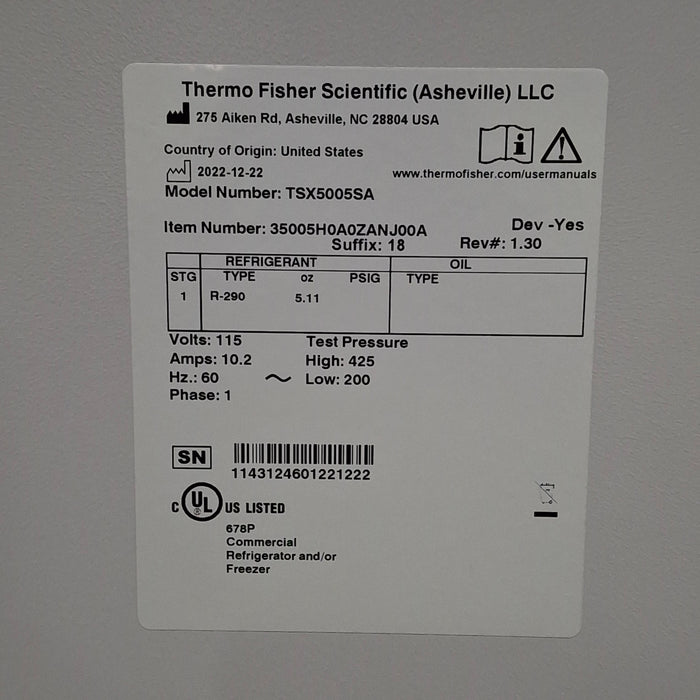 Thermo Fisher Scientific (Asheville) LLC
275 Aiken Rd, Asheville, NC 28804 USA
Country of Origin: United States
2022-12-22
www.thermofisher.com/usermanuals
Model Number: TSX5005SA
Item Number: 35005H0A0ZANJ00A Dev -Yes
Suffix: 18 Rev#: 1.30
REFRIGERANT OIL
STG TYPE oz PSIG TYPE
1 R-290 5.11
Volts: 115 Test Pressure
Amps: 10.2 High: 425
Hz.: 60 ~ Low: 200
Phase: 1
SN
1143124601221222
C UL ® US LISTED
678P
Commercial
Refrigerator and/or
Freezer